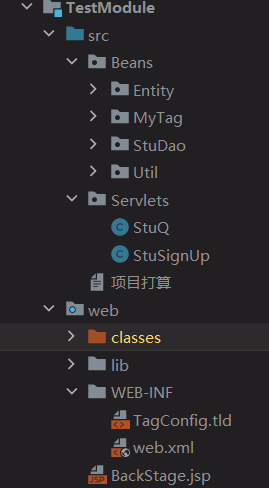 TestModule
src
Beans
Entity
MyTag
StuDao
Util
Servlets
C StuQ
C StuSignUp
项目打算
web
classes
lib
WEB-INF
TagConfig.tld
web.xml
JSP BackStage.jsp